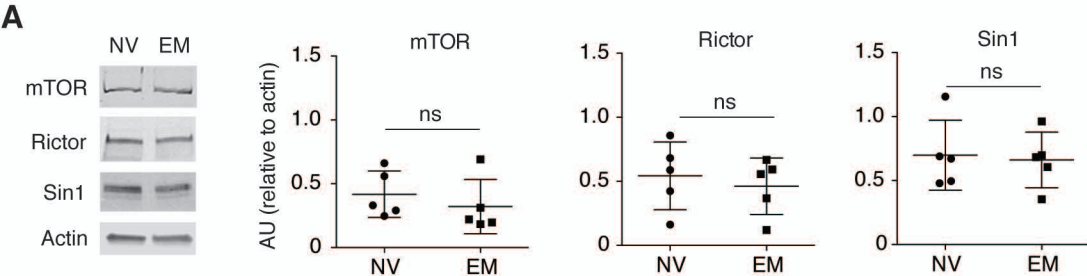 A
NV EM
mTOR
Rictor
Sin1
Actin
mTOR
AU (relative to actin)
1.5
1.0
0.5
0
ns
NV EM
Rictor
1.5
1.0
0.5
0
ns
NV EM
Sin1
1.5
1.0
0.5
0
ns
NV EM